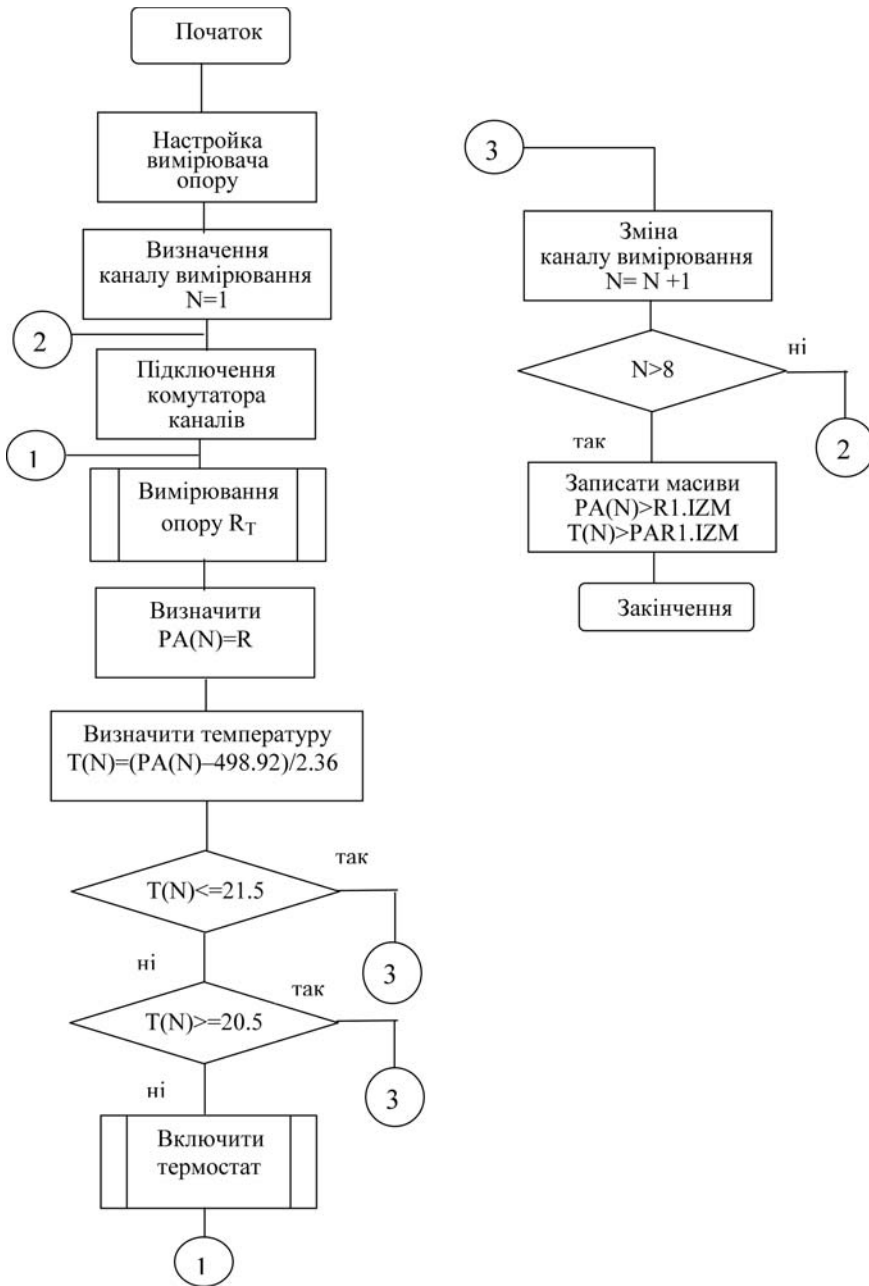 Початок
Настройка
вимірювача
опору
Визначення
каналу вимірювання
N=1
2
Підключення
комутатора
каналів
1
Вимірювання
опору RT
Визначити
PA(N)=R
Визначити температуру
T(N)=(PA(N)–498.92)/2.36
так
T(N)<=21.5
ні
3
так
T(N)>=20.5
ні
3
Включити
термостат
1
3
Зміна
каналу вимірювання
N= N +1
ні
N>8
так
2
Записати масиви
PA(N)>R1.IZM
T(N)>PAR1.IZM
Закінчення